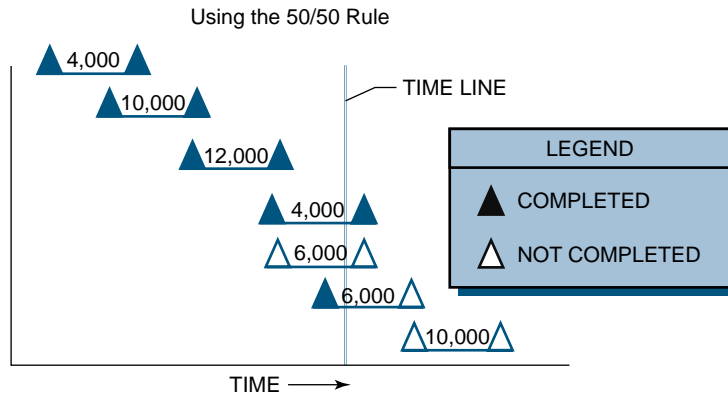 Using the 50/50 Rule
4,000
TIME LINE
10,000
12,000
LEGEND
COMPLETED
4,000
6,000
NOT COMPLETED
6,000
10,000
TIME